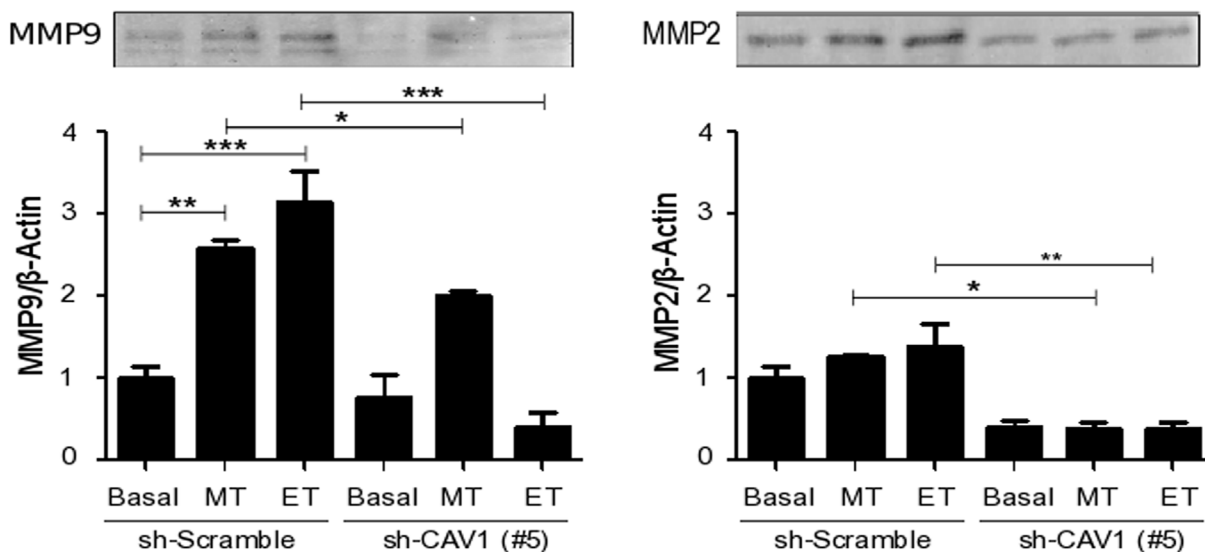 MMP9
***
*
***
**
4
3
2
1
0
MMP9/β-Actin
Basal MT ET Basal MT ET
sh-Scramble sh-CAV1 (#5)
MMP2
**
*
4
3
2
1
0
MMP2/β-Actin
Basal MT ET Basal MT ET
sh-Scramble sh-CAV1 (#5)